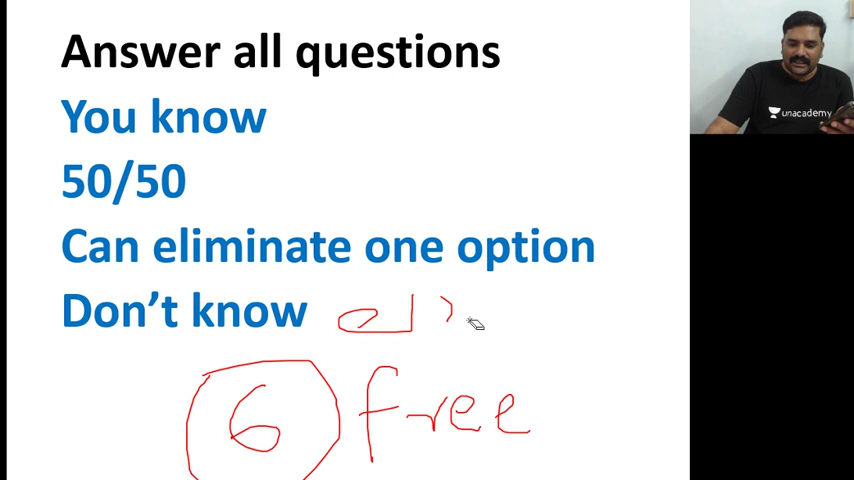 Answer all questions
You know
50/50
Can eliminate one option
Don’t know
6 free
unacademy